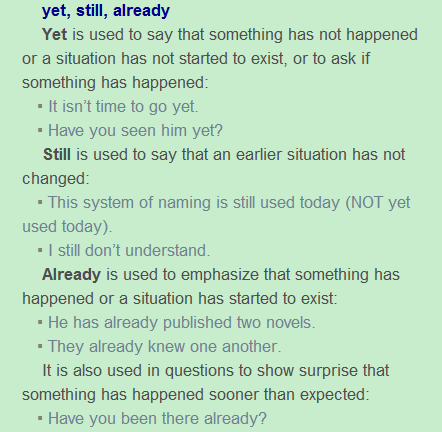 yet, still, already
Yet is used to say that something has not happened
or a situation has not started to exist, or to ask if
something has happened:
▪ It isn’t time to go yet.
▪ Have you seen him yet?
Still is used to say that an earlier situation has not
changed:
▪ This system of naming is still used today (NOT yet
used today).
▪ I still don’t understand.
Already is used to emphasize that something has
happened or a situation has started to exist:
▪ He has already published two novels.
▪ They already knew one another.
It is also used in questions to show surprise that
something has happened sooner than expected:
▪ Have you been there already?